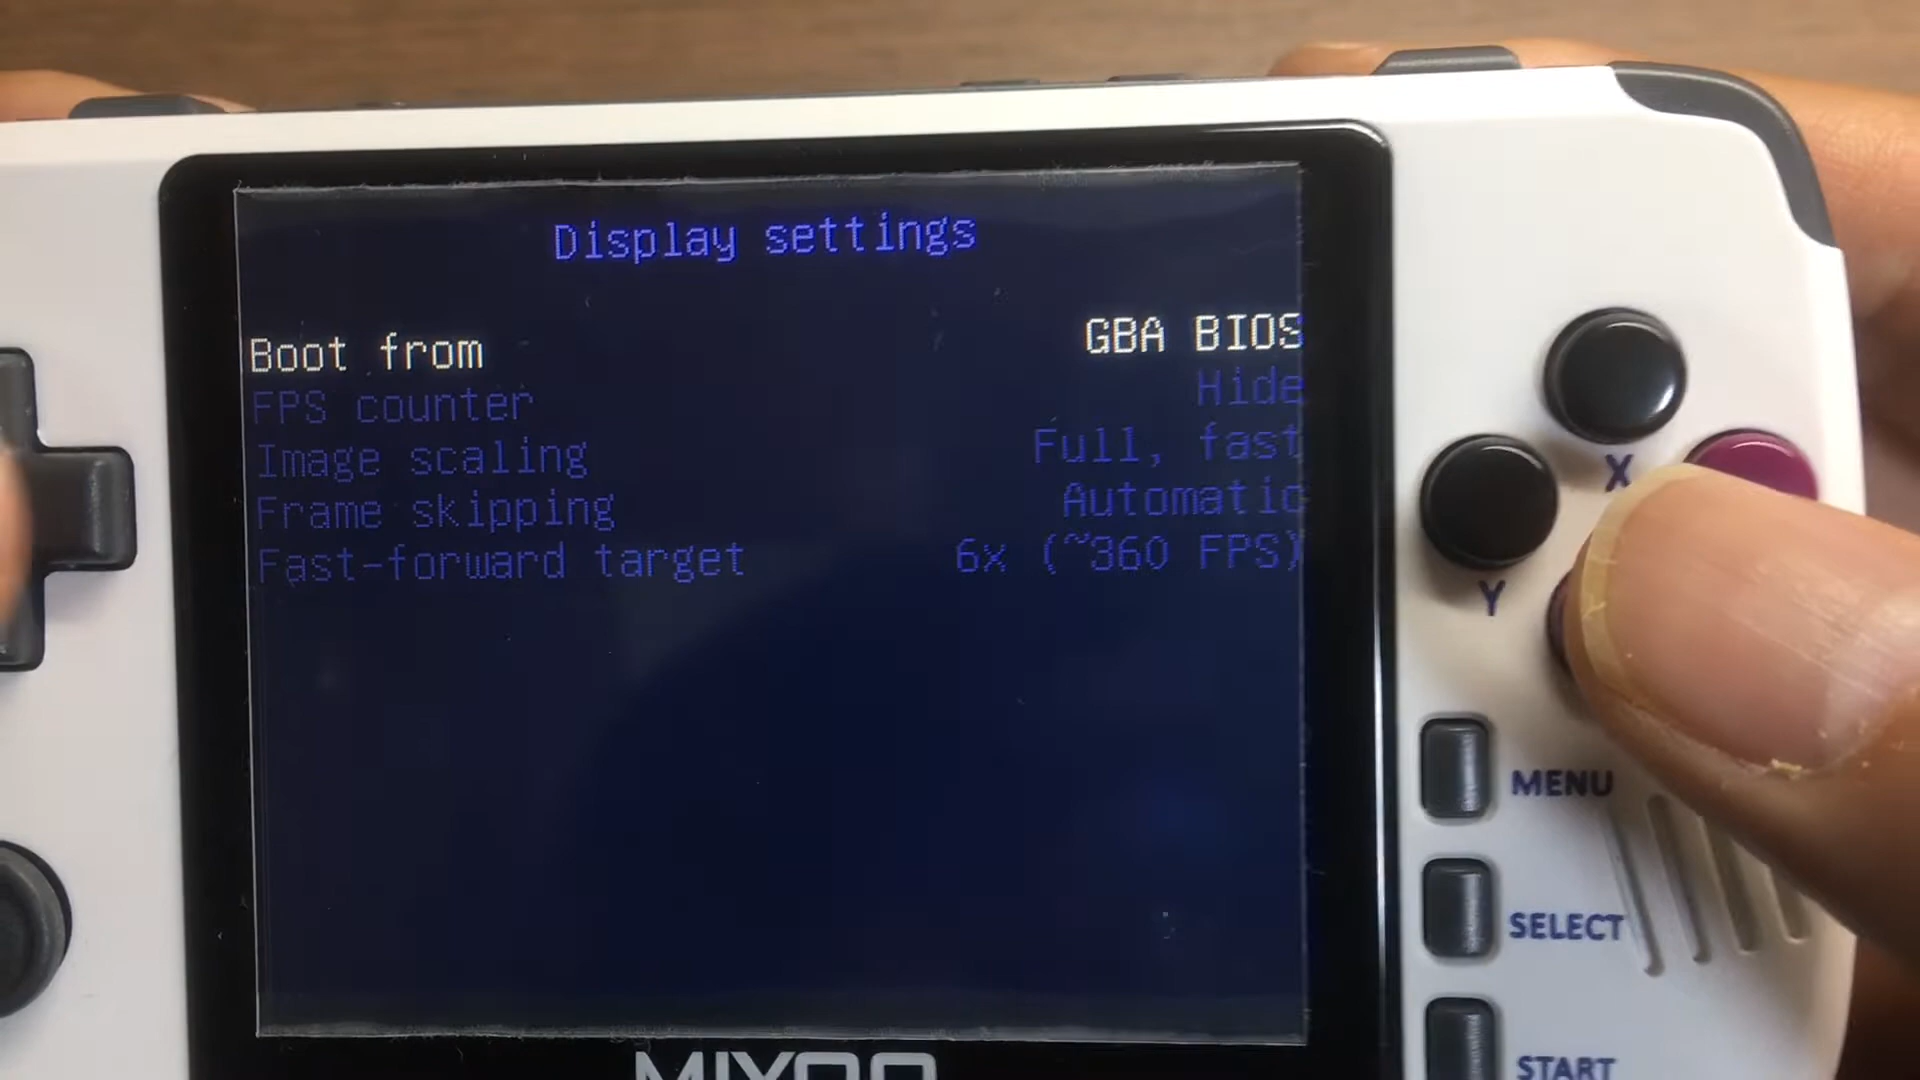 Display settings
Boot from GBA BIOS
FPS counter Hide
Image scaling Full, fast
Frame skipping Automatic
Fast-forward target 6x (~360 FPS)
X
Y
MENU
SELECT
START
MIYOO